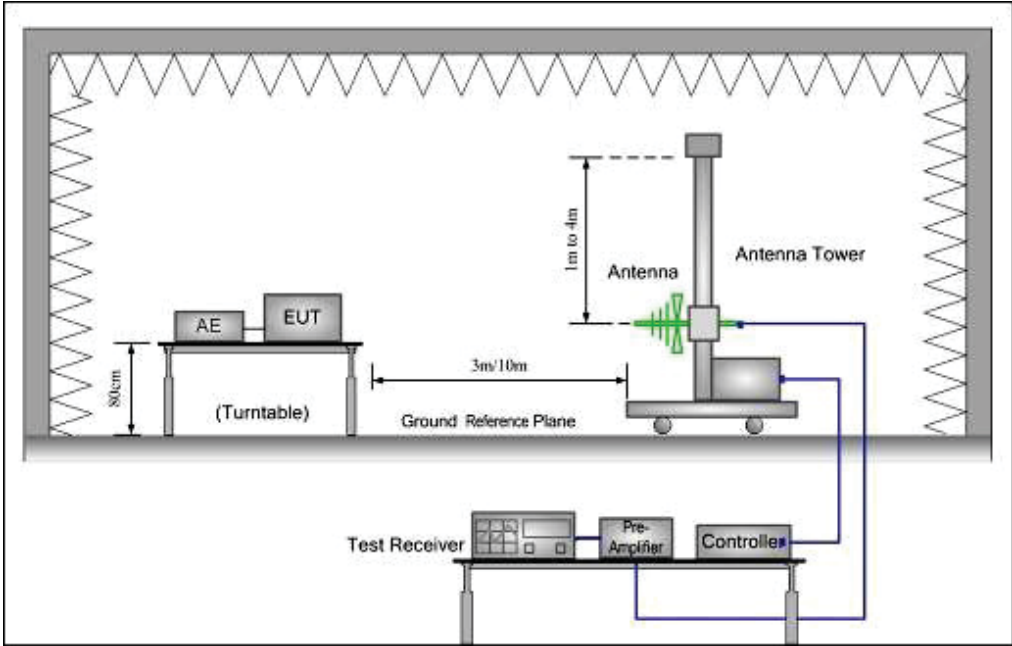 1m to 4m
Antenna
Antenna Tower
AE
EUT
80cm
(Turntable)
3m/10m
Ground Reference Plane
Test Receiver
Pre-
Amplifier
Controller